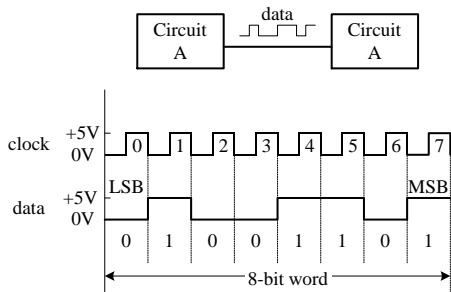 data
Circuit A
Circuit A
clock
+5V
0V
0 1 2 3 4 5 6 7
LSB
MSB
data
+5V
0V
0 1 0 0 1 1 0 1
8-bit word